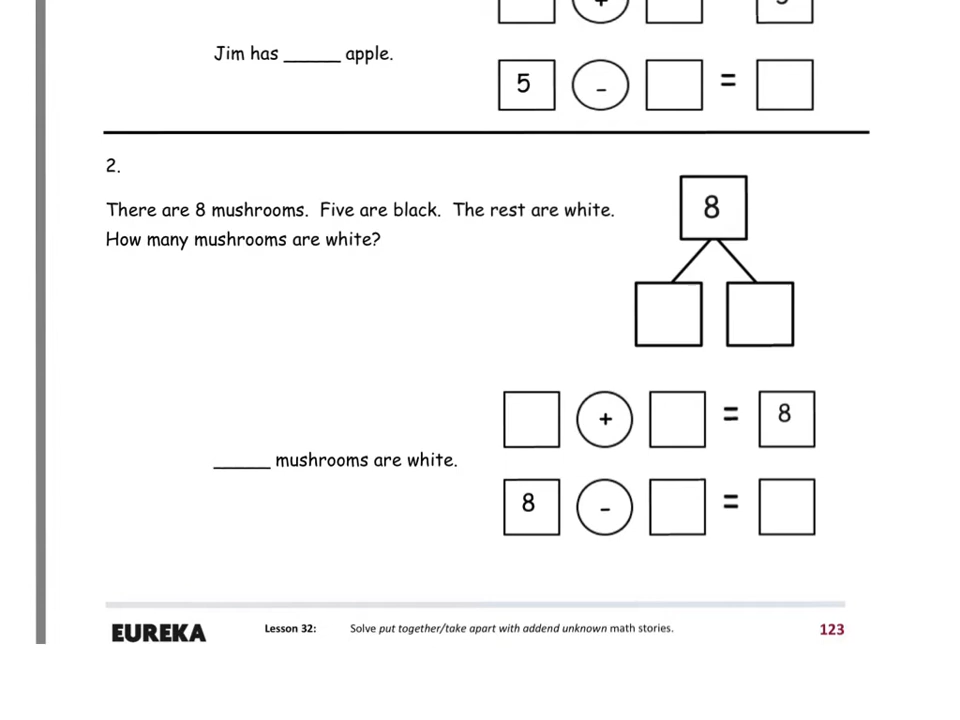 +
Jim has _____ apple.
5 - =
2.
There are 8 mushrooms. Five are black. The rest are white.
How many mushrooms are white?
8
+ = 8
_____ mushrooms are white.
8 - =
EUREKA Lesson 32: Solve put together/take apart with addend unknown math stories. 123